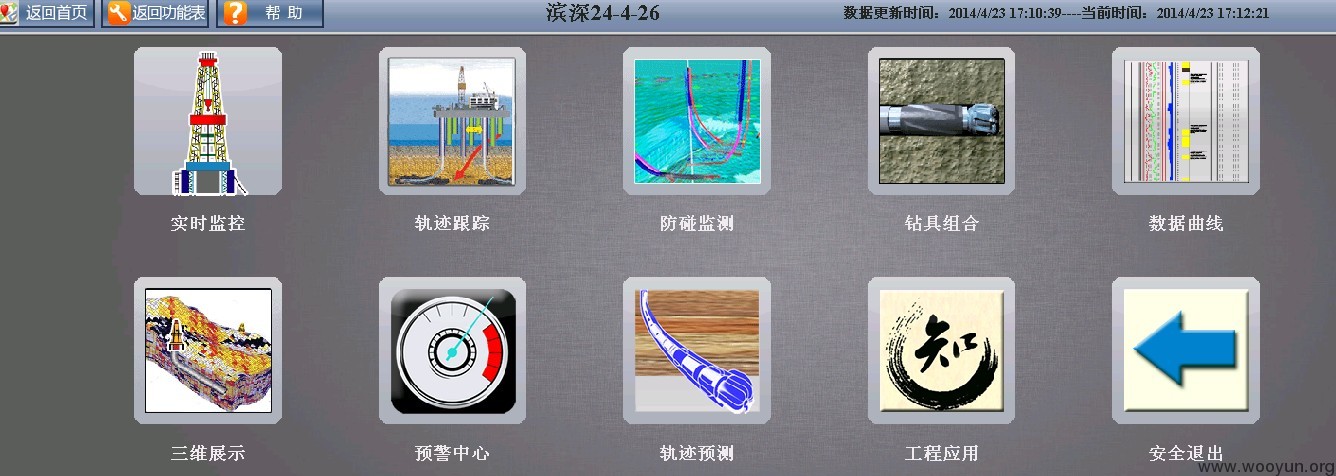 返回首页 返回功能表 帮 助 滨深24-4-26 数据更新时间：2014/4/23 17:10:39----当前时间：2014/4/23 17:12:21
实时监控 轨迹跟踪 防碰监测 钻具组合 数据曲线
知
三维展示 预警中心 轨迹预测 工程应用 安全退出
www.wooyun.org